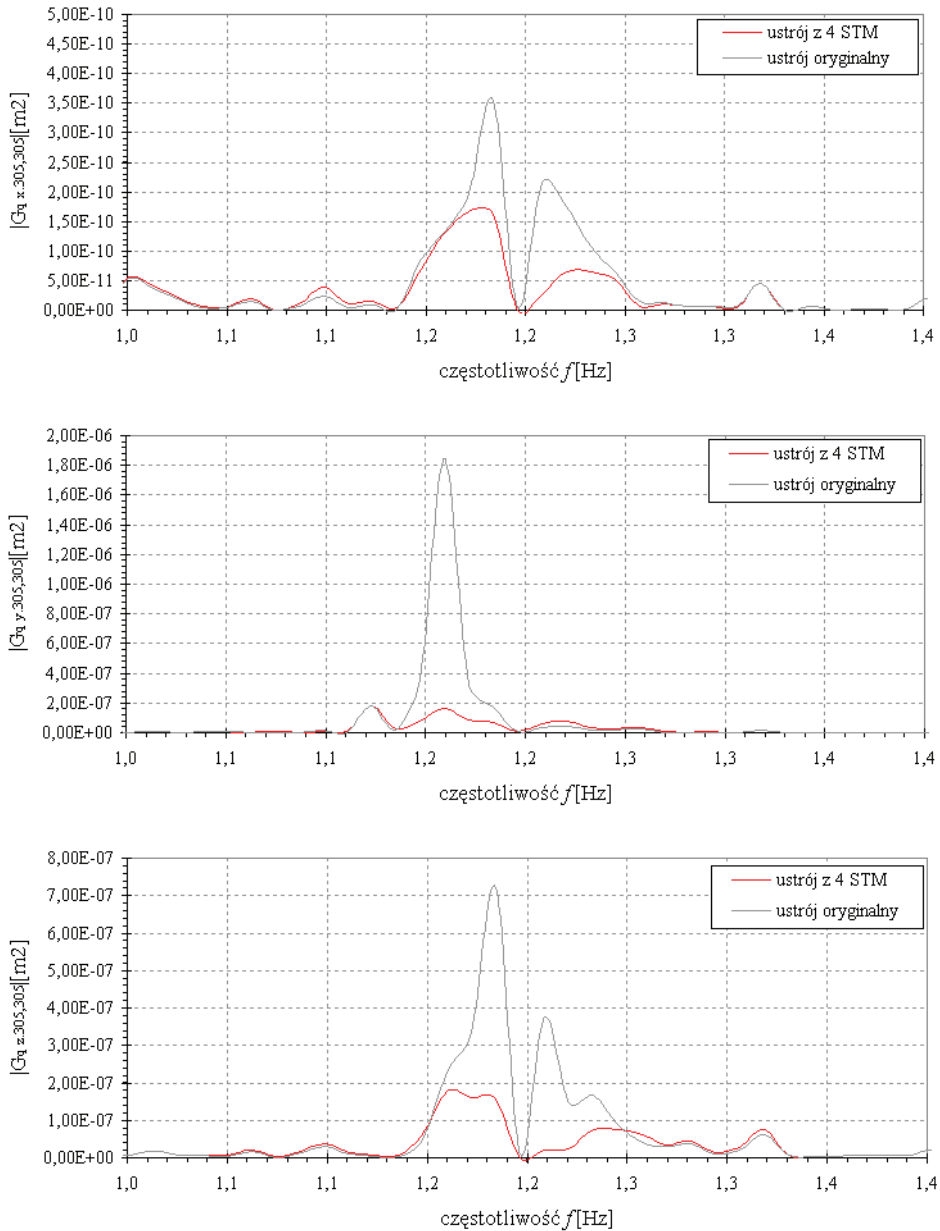 5,00E-10
4,50E-10
4,00E-10
3,50E-10
3,00E-10
2,50E-10
2,00E-10
1,50E-10
1,00E-10
5,00E-11
0,00E+00
|Gq x.305,305|[m2]
ustrój z 4 STM
ustrój oryginalny
1,0 1,1 1,1 1,2 1,2 1,3 1,3 1,4 1,4
częstotliwość f[Hz]
2,00E-06
1,80E-06
1,60E-06
1,40E-06
1,20E-06
1,00E-06
8,00E-07
6,00E-07
4,00E-07
2,00E-07
0,00E+00
|Gq y.305,305|[m2]
ustrój z 4 STM
ustrój oryginalny
1,0 1,1 1,1 1,2 1,2 1,3 1,3 1,4 1,4
częstotliwość f[Hz]
8,00E-07
7,00E-07
6,00E-07
5,00E-07
4,00E-07
3,00E-07
2,00E-07
1,00E-07
0,00E+00
|Gq z.305,305|[m2]
ustrój z 4 STM
ustrój oryginalny
1,0 1,1 1,1 1,2 1,2 1,3 1,3 1,4 1,4
częstotliwość f[Hz]